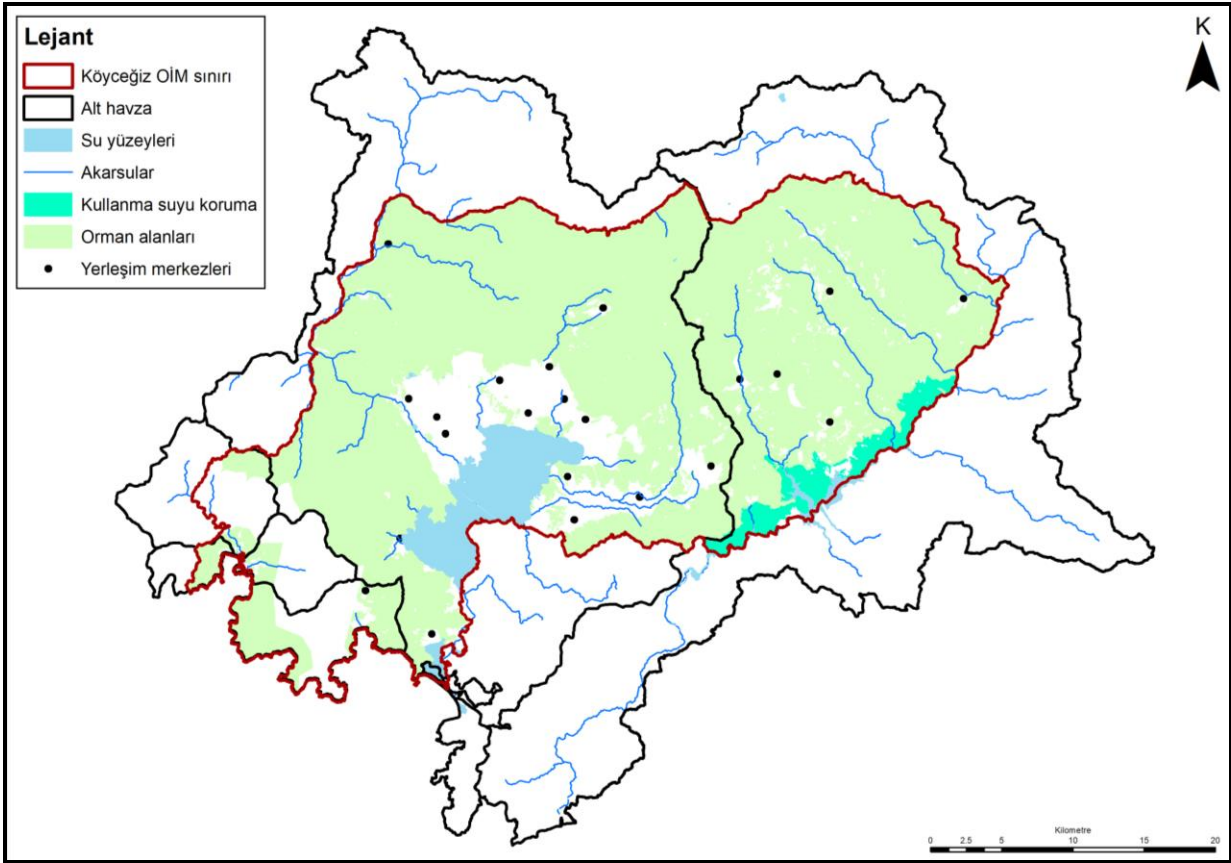 Lejant
Köyceğiz OİM sınırı
Alt havza
Su yüzeyleri
Akarsular
Kullanma suyu koruma
Orman alanları
Yerleşim merkezleri
K
Kilometre
0 2.5 5 10 15 20